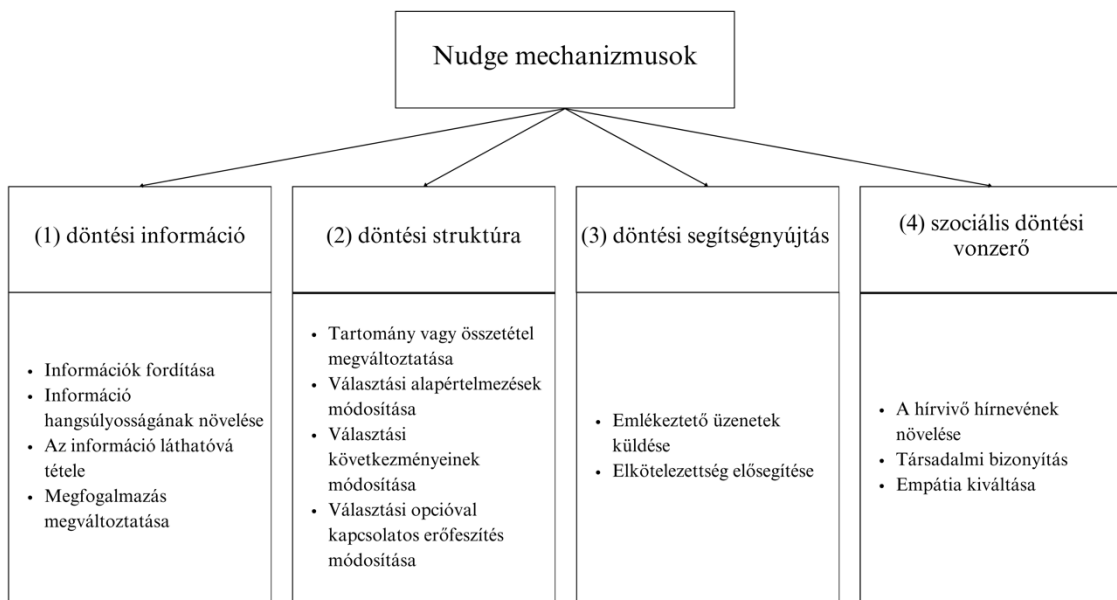 Nudge mechanizmusok
(1) döntési információ
(2) döntési struktúra
(3) döntési segítségnyújtás
(4) szociális döntési
vonzerő
• Információk fordítása
• Információ
hangsúlyosságának növelése
• Az információ láthatóvá
tétele
• Megfogalmazás
megváltoztatása
• Tartomány vagy összetétel
megváltoztatása
• Választási alapértelmezések
módosítása
• Választási
következményeinek
módosítása
• Választási opcióval
kapcsolatos erőfeszítés
módosítása
• Emlékeztető üzenetek
küldése
• Elkötelezettség elősegítése
• A hírvivő hírnevének
növelése
• Társadalmi bizonyítás
• Empátia kiváltása